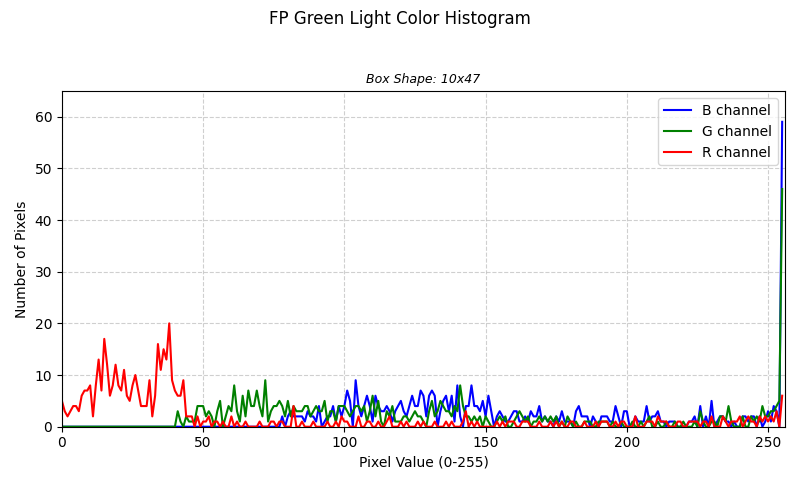 FP Green Light Color Histogram
Box Shape: 10x47
B channel
G channel
R channel
Number of Pixels
60
50
40
30
20
10
0
0 50 100 150 200 250
Pixel Value (0-255)